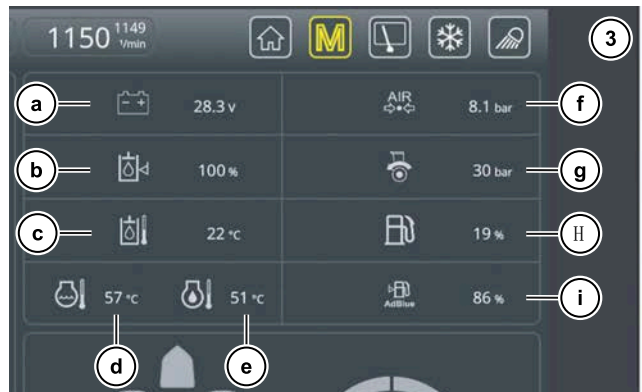 1150 1149 1/min
M
3
a
28.3 v
AIR
8.1 bar
f
b
100 %
30 bar
g
c
22 °C
19 %
H
57 °C
51 °C
AdBlue
86 %
i
d
e